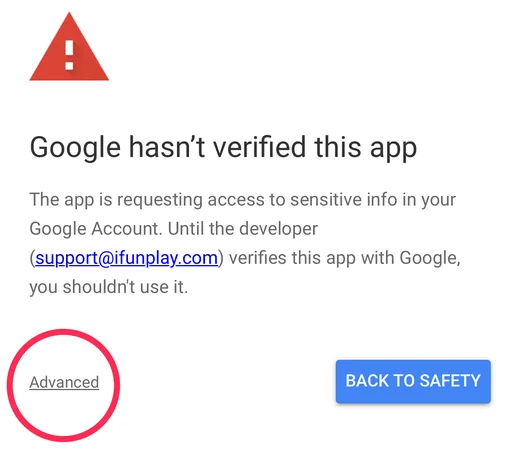 Google hasn’t verified this app
The app is requesting access to sensitive info in your
Google Account. Until the developer
(support@ifunplay.com) verifies this app with Google,
you shouldn't use it.
Advanced
BACK TO SAFETY